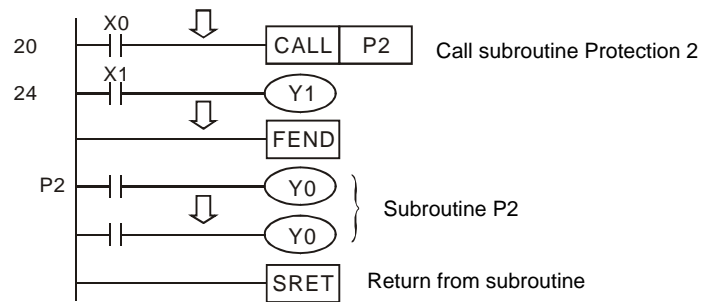 X0
20 CALL P2 Call subroutine Protection 2
X1
24 Y1
FEND
P2 Y0
Subroutine P2
Y0
SRET Return from subroutine